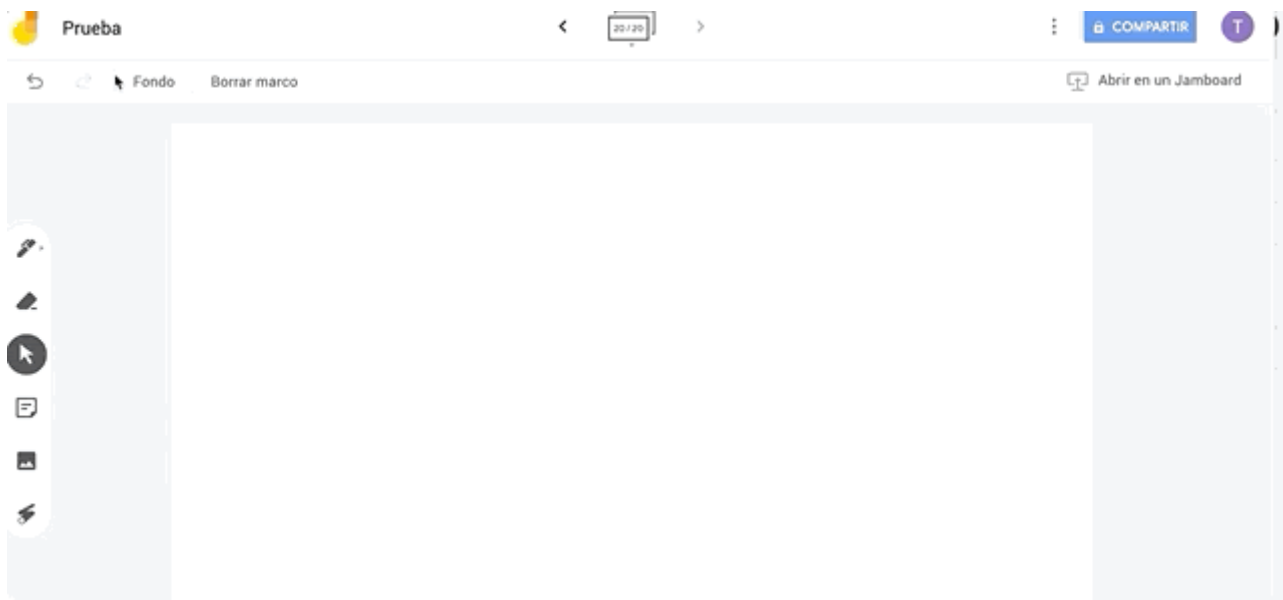 Prueba
20/20
COMPARTIR
T
Fondo
Borrar marco
Abrir en un Jamboard